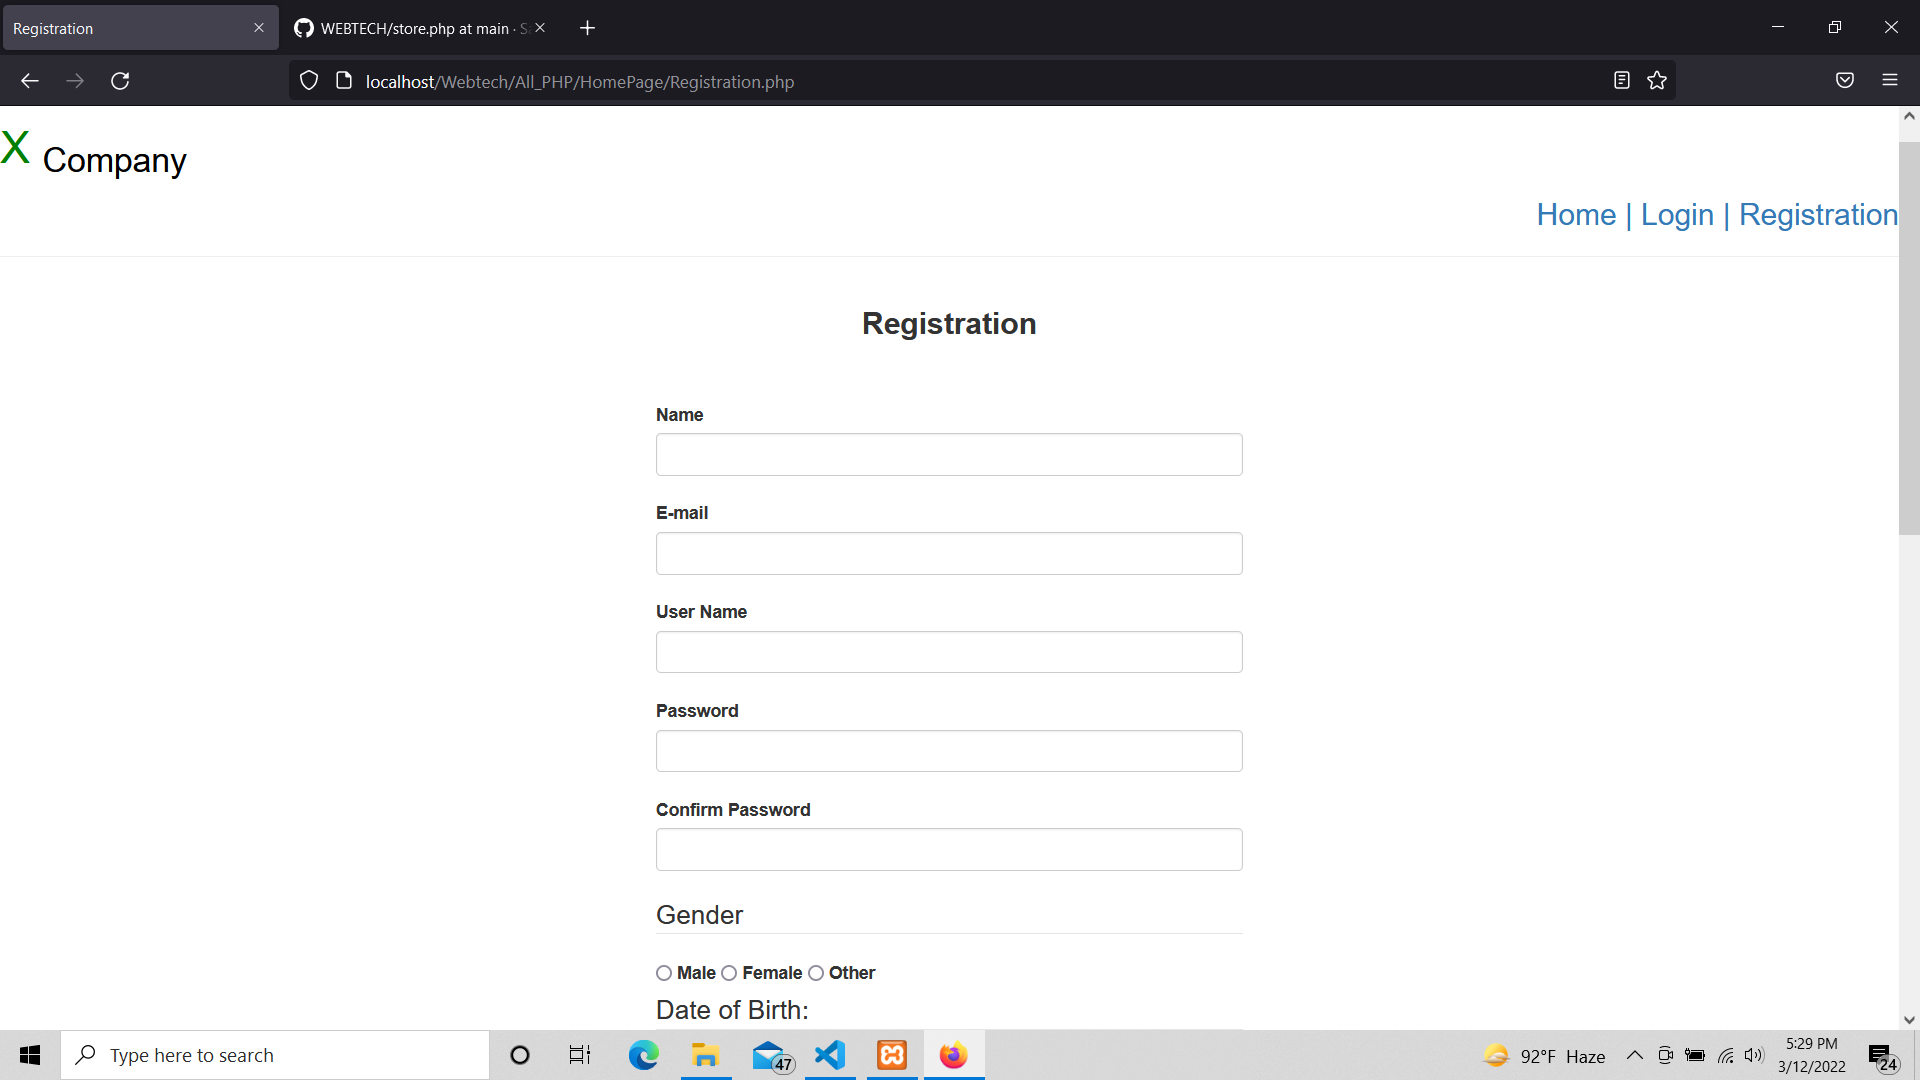 Registration
WEBTECH/store.php at main · S
localhost/Webtech/All_PHP/HomePage/Registration.php
X Company
Home | Login | Registration
Registration
Name
E-mail
User Name
Password
Confirm Password
Gender
Male Female Other
Date of Birth:
Type here to search
47
92°F Haze
5:29 PM
3/12/2022
24